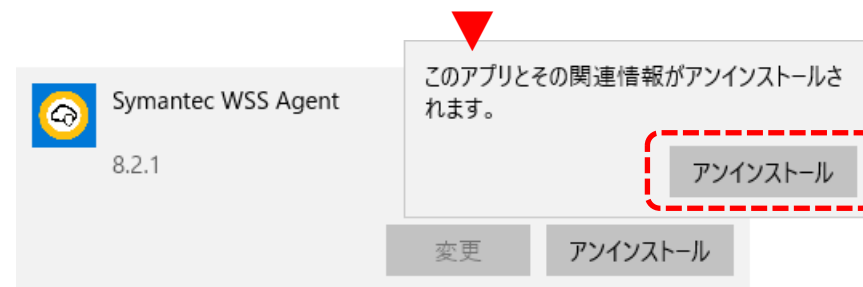 Symantec WSS Agent
8.2.1
このアプリとその関連情報がアンインストールさ
れます。
アンインストール
変更
アンインストール